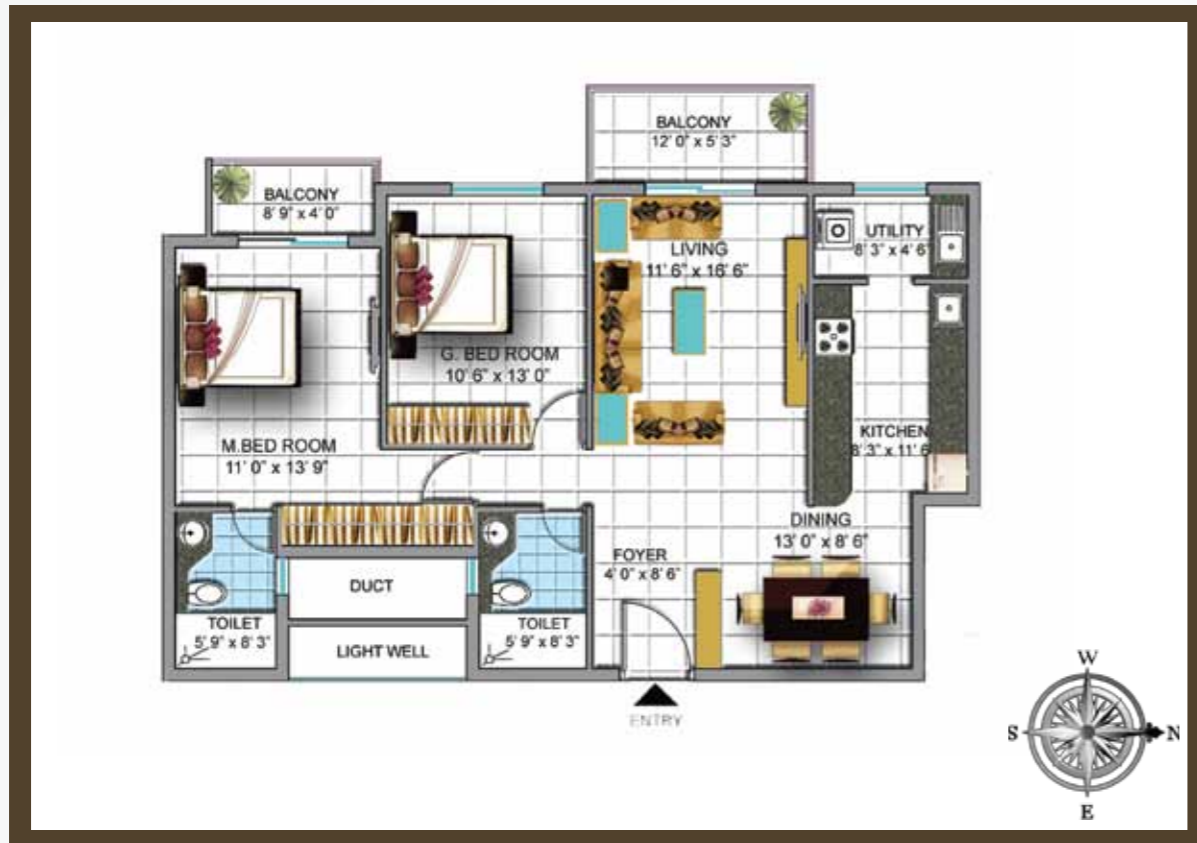 BALCONY
12' 0" x 5' 3"
BALCONY
8' 9" x 4' 0"
UTILITY
8' 3" x 4' 6"
LIVING
11' 6" x 16' 6"
G. BED ROOM
10' 6" x 13' 0"
M.BED ROOM
11' 0" x 13' 9"
KITCHEN
8' 3" x 11' 6"
DINING
13' 0" x 8' 6"
FOYER
4' 0" x 8' 6"
DUCT
TOILET
5' 9" x 8' 3"
LIGHT WELL
TOILET
5' 9" x 8' 3"
ENTRY
W
S
N
E